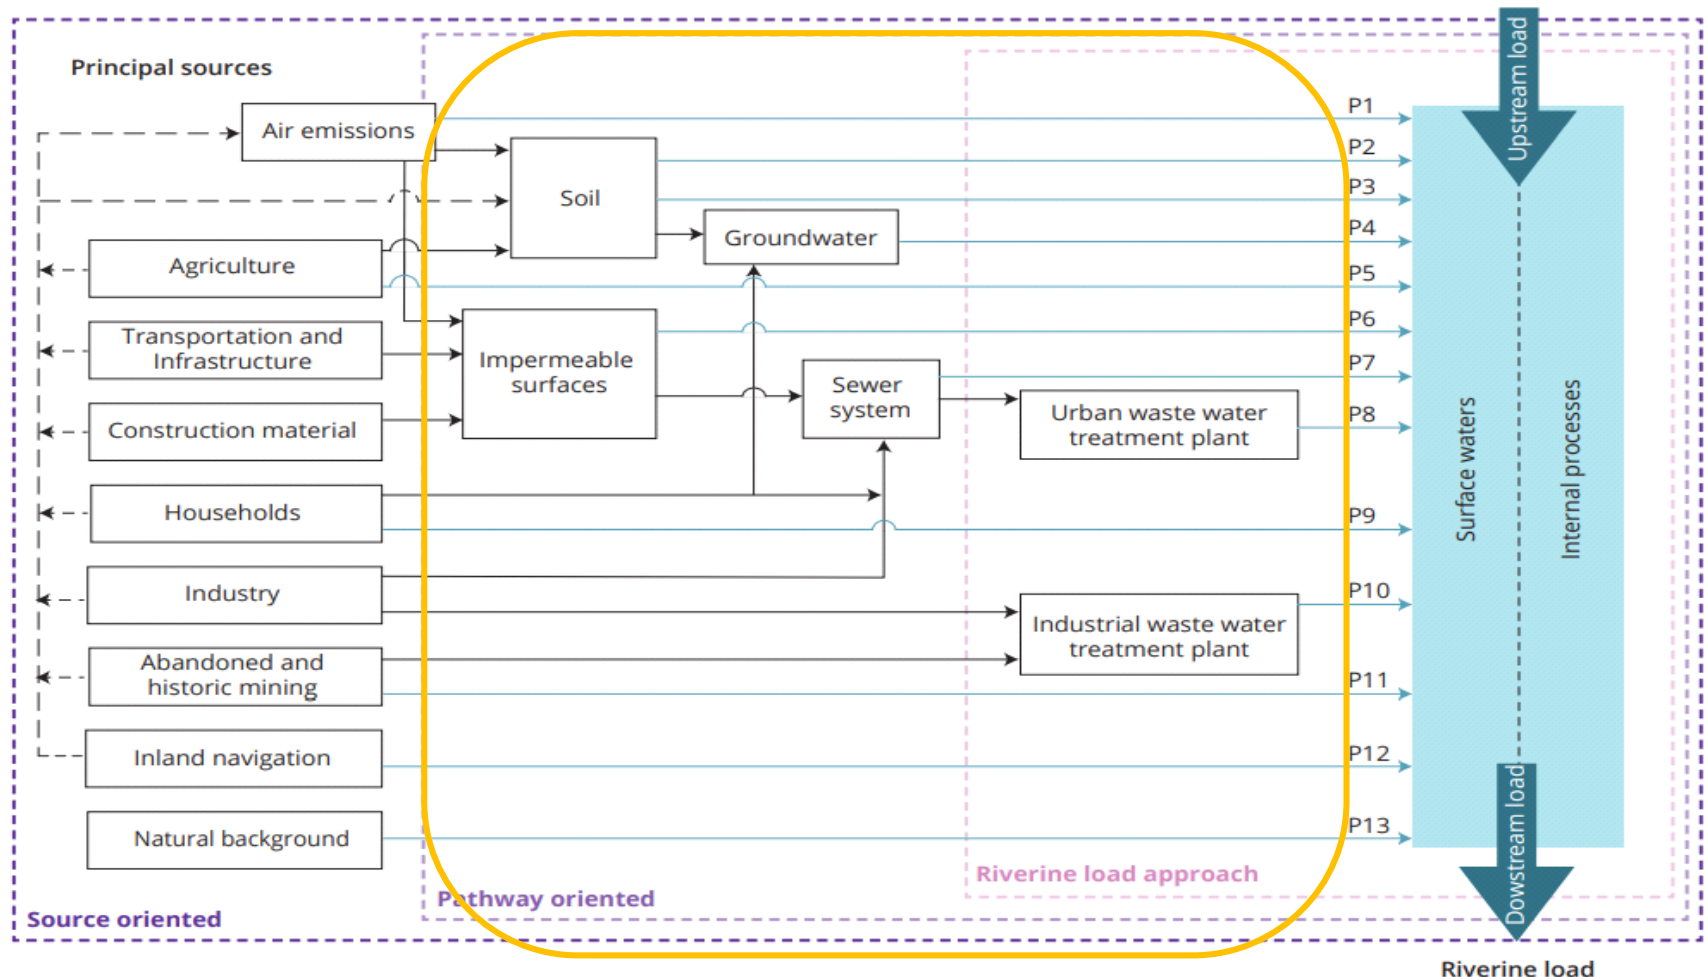 Principal sources
Upstream load
Air emissions
P1
P2
Soil
P3
Groundwater
P4
Agriculture
P5
Transportation and
Infrastructure
P6
Impermeable
surfaces
P7
Sewer
system
Urban waste water
treatment plant
P8
Construction material
Surface waters
Internal processes
Households
P9
Industry
P10
Industrial waste water
treatment plant
Abandoned and
historic mining
P11
Inland navigation
P12
Natural background
P13
Riverine load approach
Pathway oriented
Source oriented
Dowstream load
Riverine load